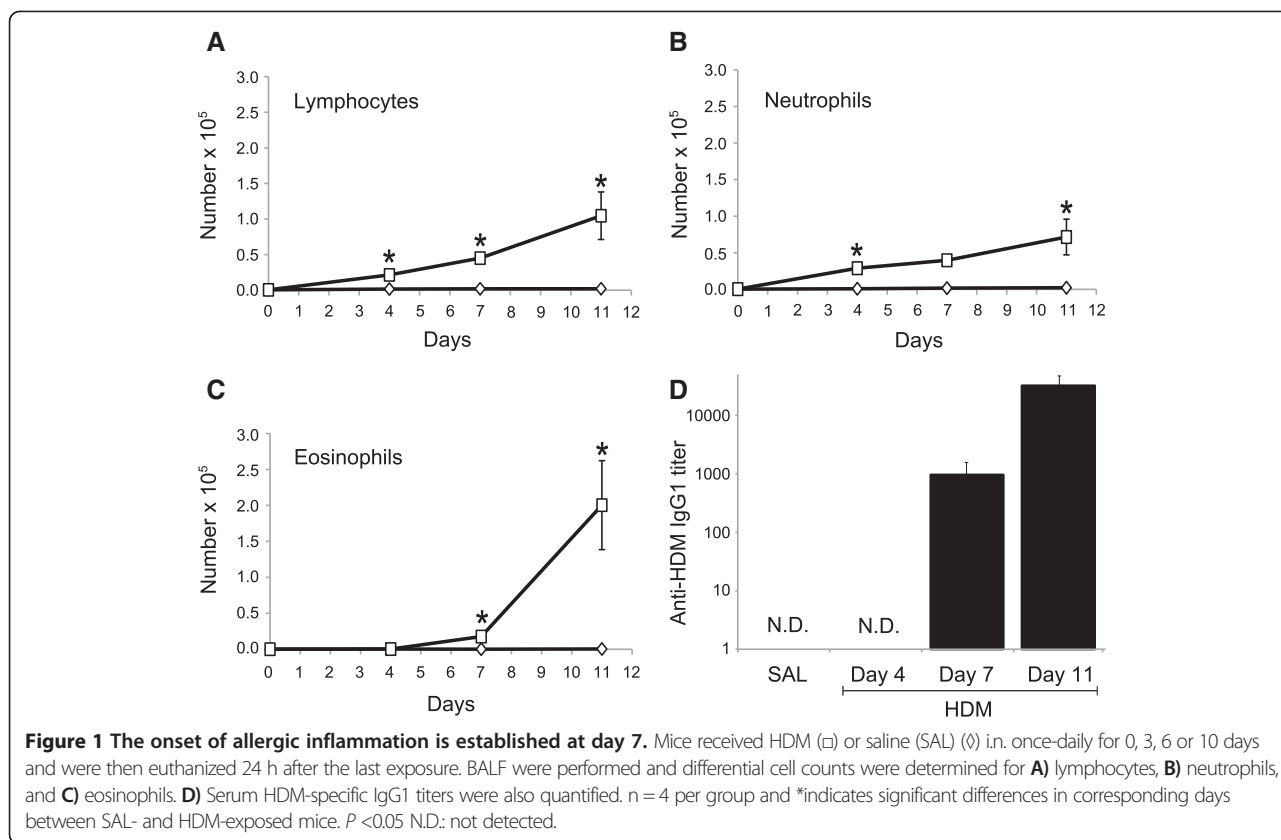 A
Lymphocytes
Number x 10⁵
3.0
2.5
2.0
1.5
1.0
0.5
0.0
* * *
0 1 2 3 4 5 6 7 8 9 10 11 12
Days
B
Neutrophils
Number x 10⁵
3.0
2.5
2.0
1.5
1.0
0.5
0.0
* *
0 1 2 3 4 5 6 7 8 9 10 11 12
Days
C
Eosinophils
Number x 10⁵
3.0
2.5
2.0
1.5
1.0
0.5
0.0
* *
0 1 2 3 4 5 6 7 8 9 10 11 12
Days
D
Anti-HDM IgG1 titer
10000
1000
100
10
1
N.D. N.D.
SAL Day 4 Day 7 Day 11
HDM
Figure 1 The onset of allergic inflammation is established at day 7. Mice received HDM (□) or saline (SAL) (◊) i.n. once-daily for 0, 3, 6 or 10 days
and were then euthanized 24 h after the last exposure. BALF were performed and differential cell counts were determined for A) lymphocytes, B) neutrophils,
and C) eosinophils. D) Serum HDM-specific IgG1 titers were also quantified. n = 4 per group and *indicates significant differences in corresponding days
between SAL- and HDM-exposed mice. P <0.05 N.D.: not detected.